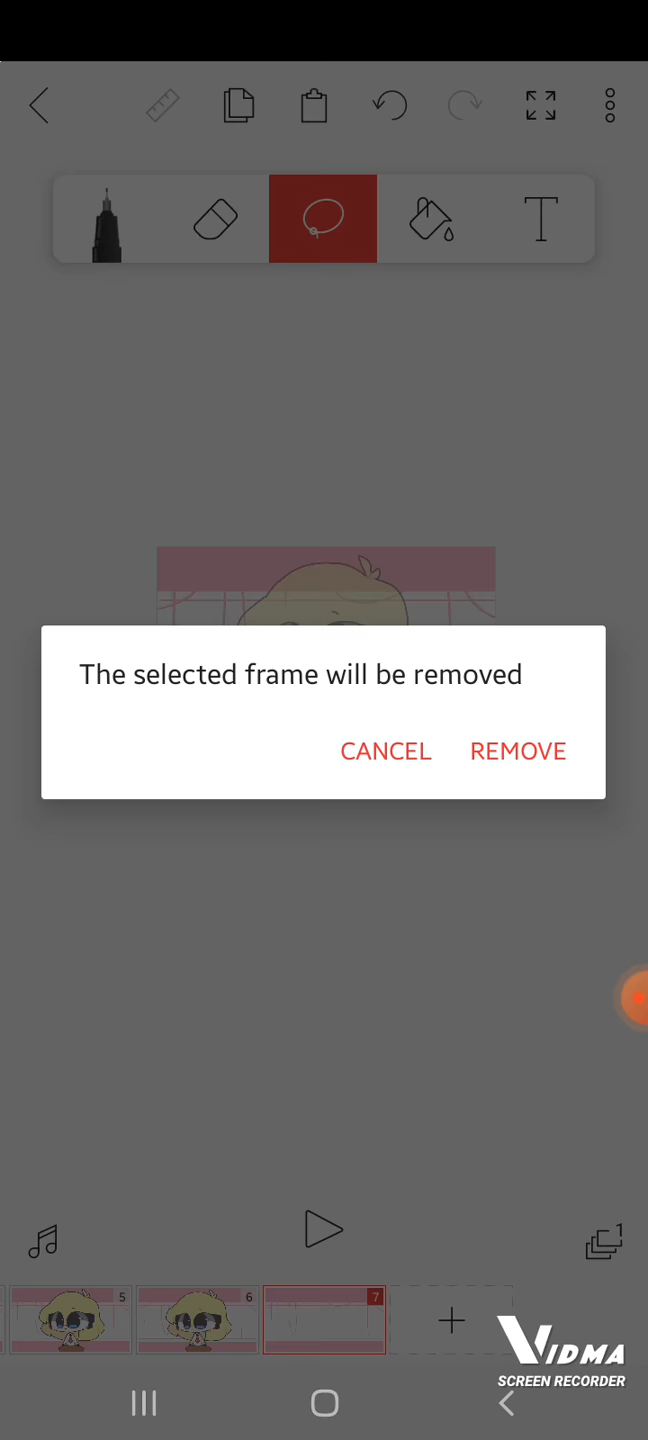 T
The selected frame will be removed
CANCEL
REMOVE
1
5
6
7
VIDMA
SCREEN RECORDER